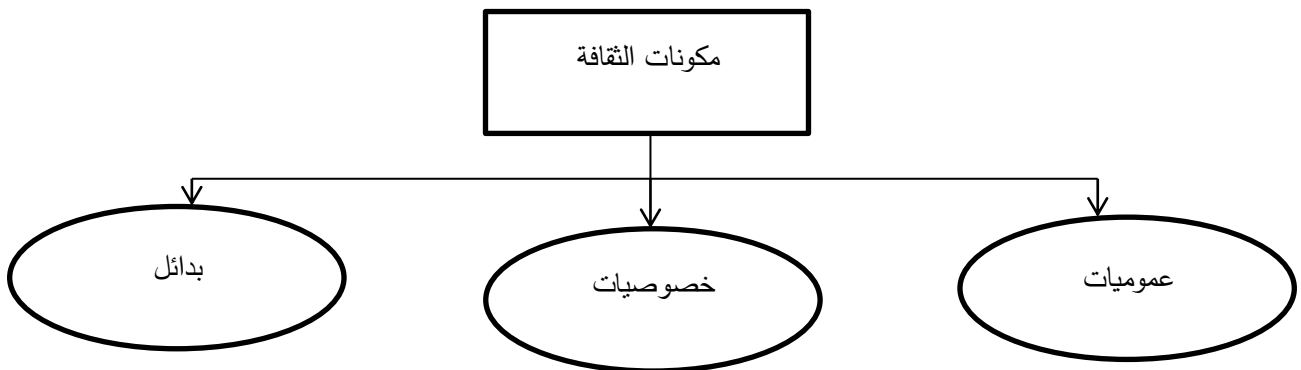 مكونات الثقافة
عموميات
خصوصيات
بدائل